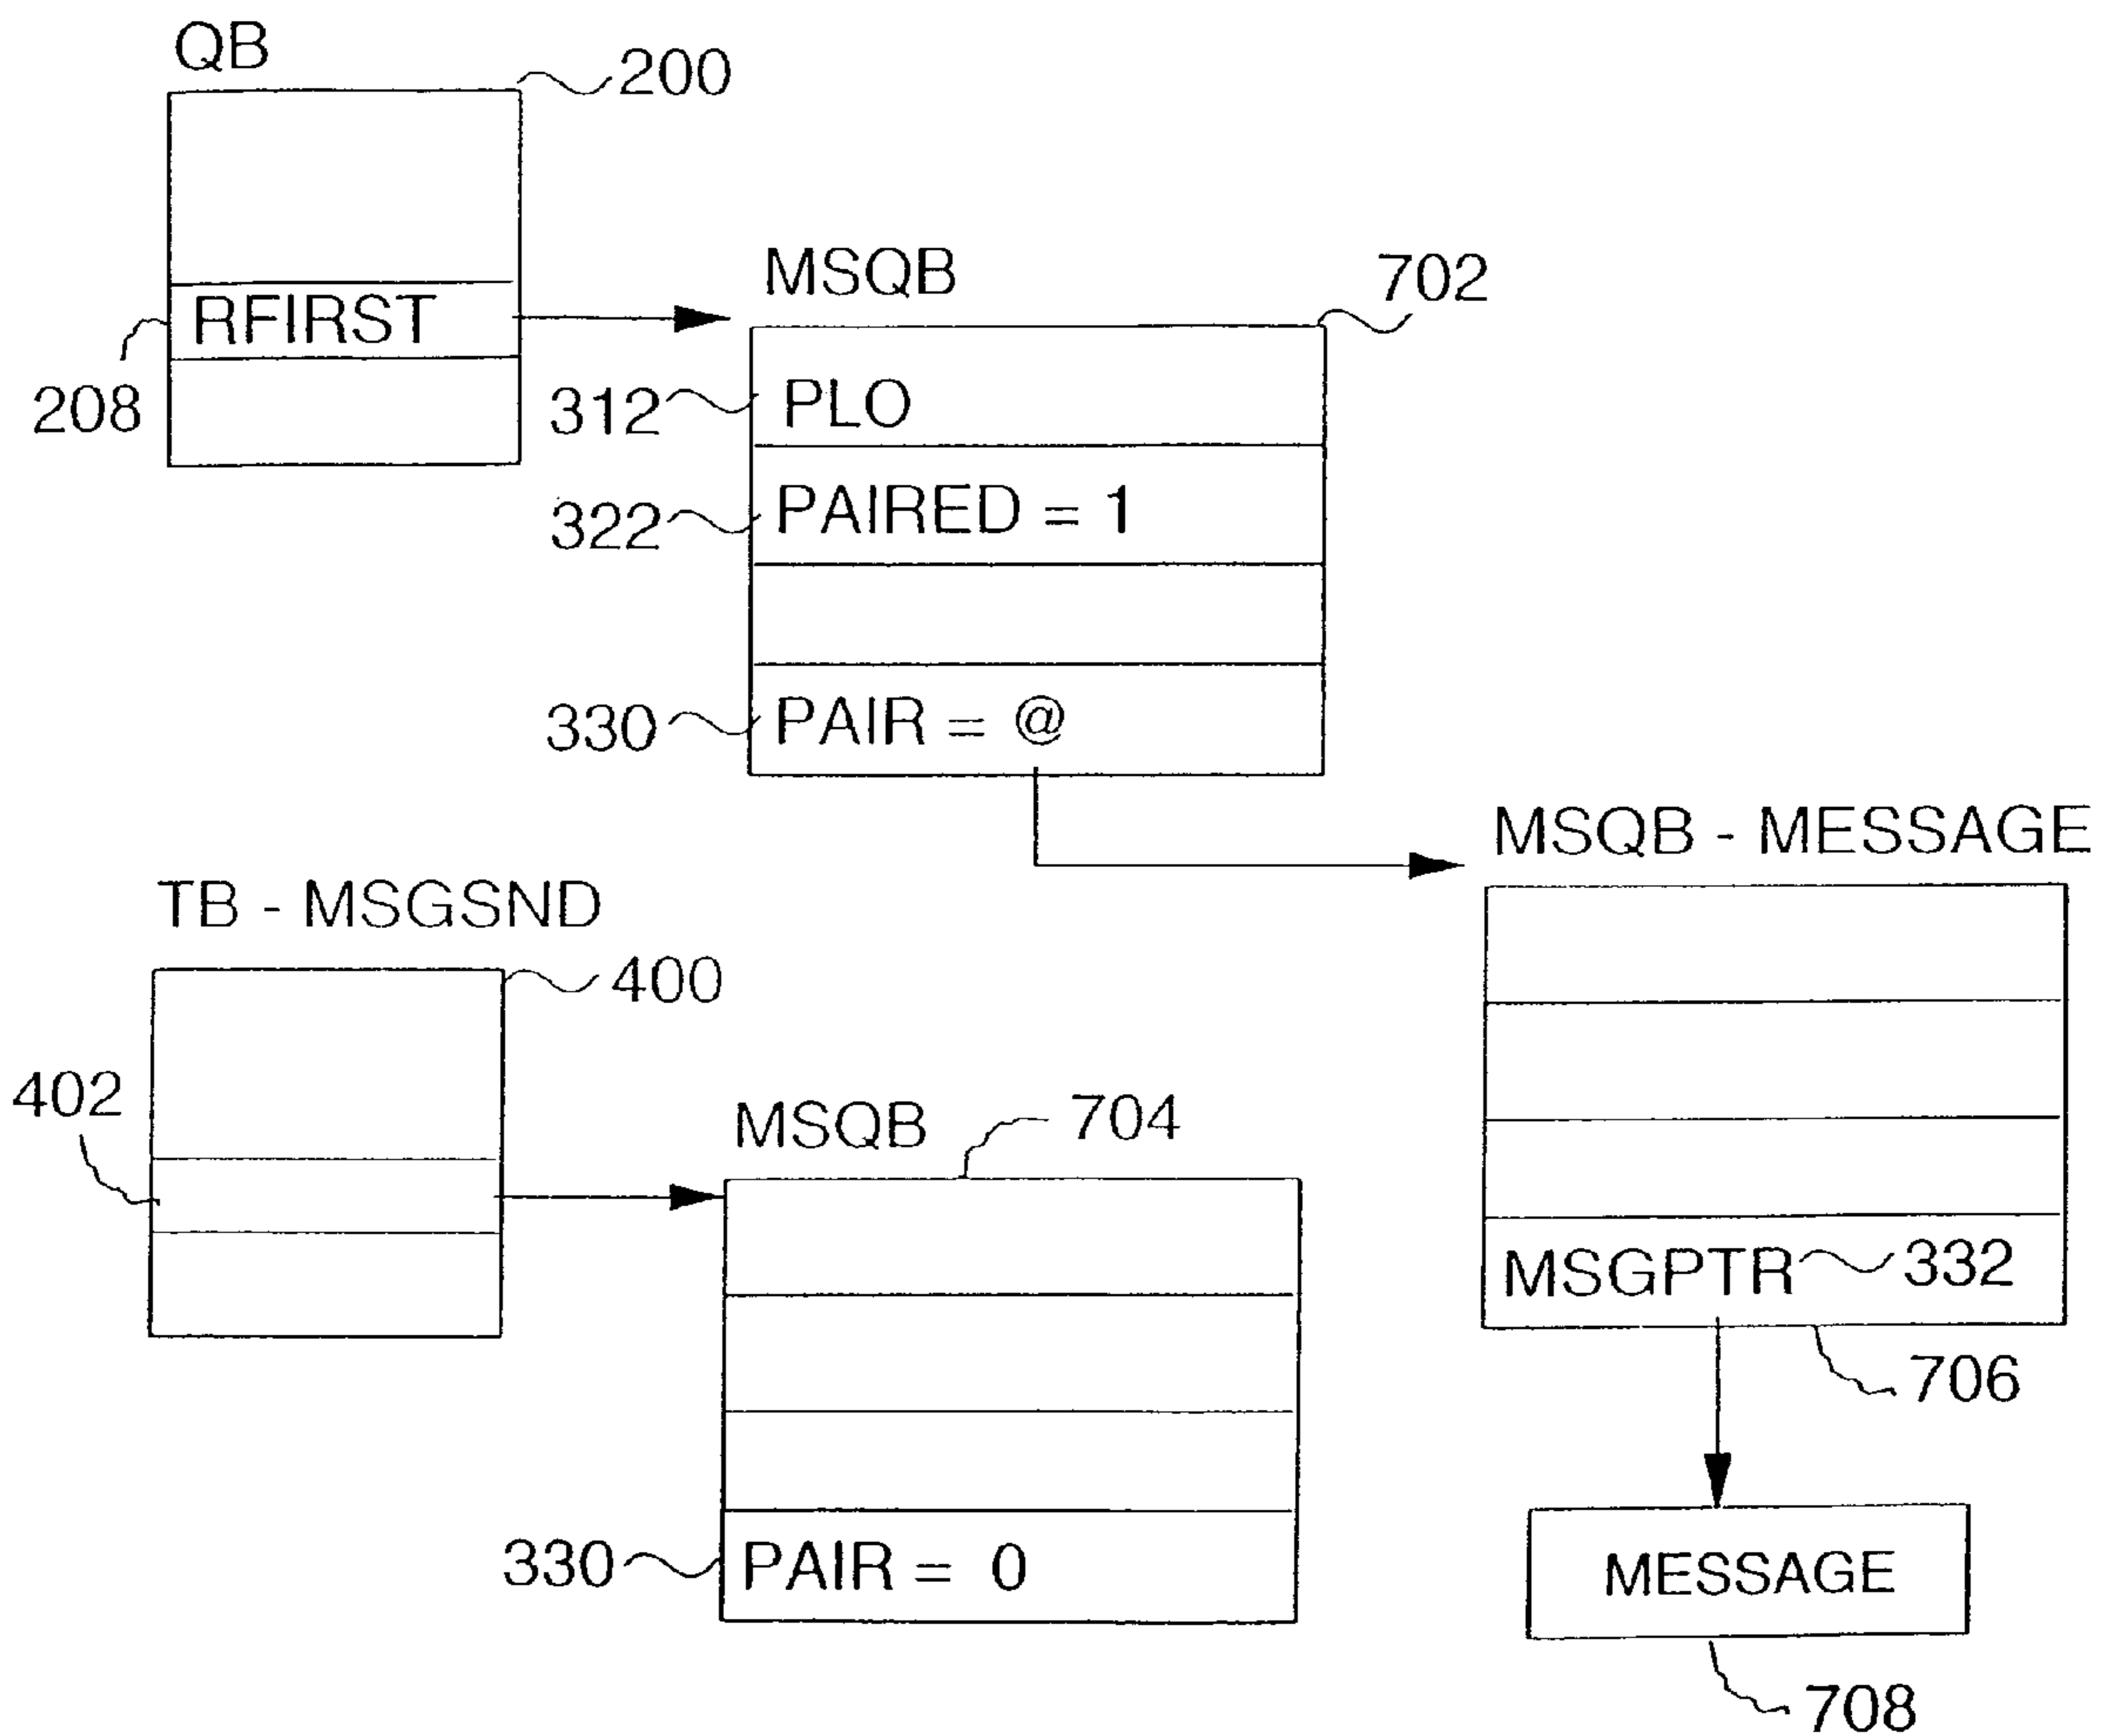 QB
200
RFIRST
208
MSQB
702
312
PLO
322
PAIRED = 1
330
PAIR = @
MSQB - MESSAGE
TB - MSGSND
400
402
MSQB
704
MSGPTR
332
706
330
PAIR = 0
MESSAGE
708